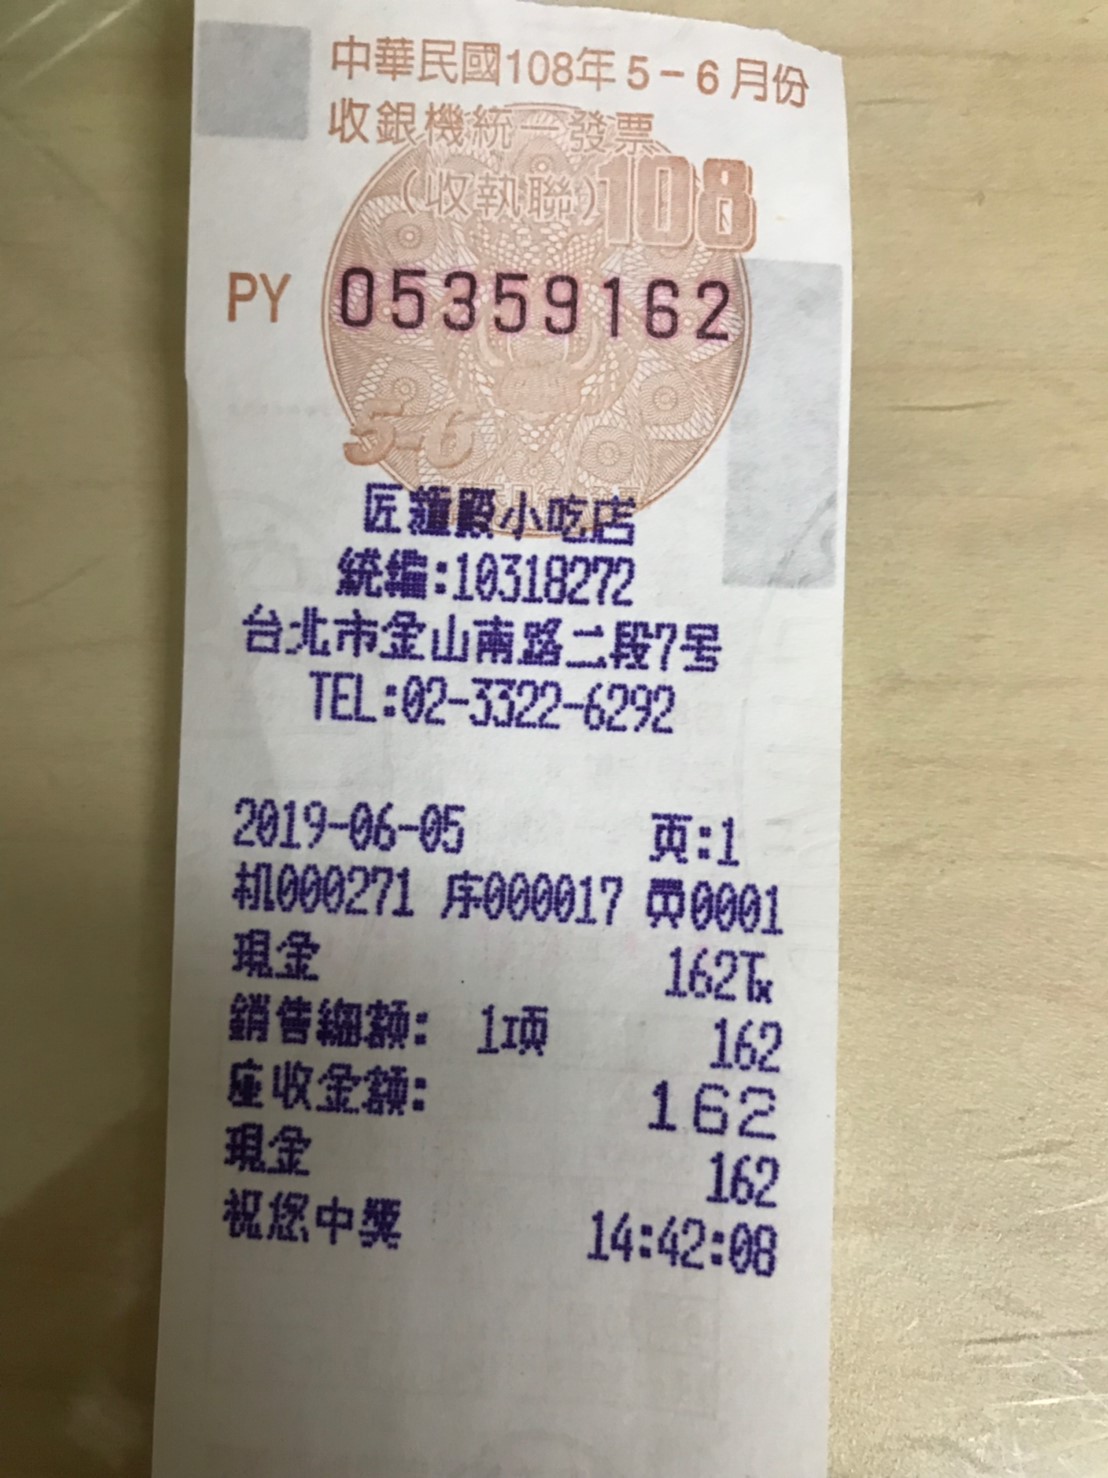 中華民國108年5-6月份
收銀機統一發票
(收執聯)108
PY 05359162
5-6
匠 殿小吃店
統編:10318272
台北市金山南路二段7号
TEL:02-3322-6292
2019-06-05 页:1
机000271 序000017 員0001
現金 162Tx
銷售總額: 1项 162
座收金額: 162
現金 162
祝您中獎 14:42:08